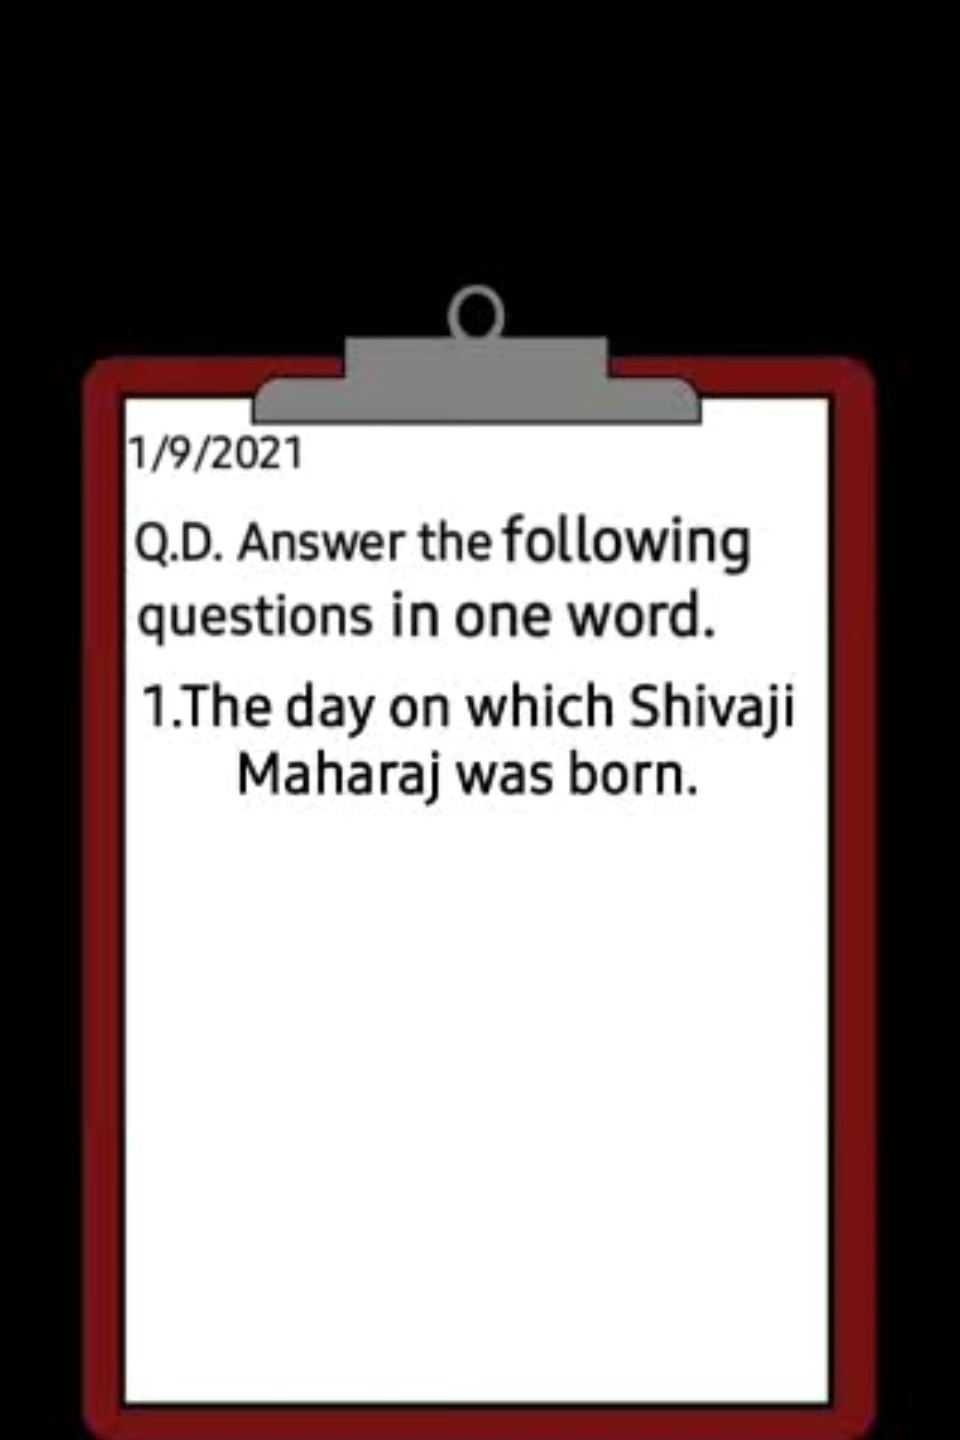 1/9/2021
Q.D. Answer the following
questions in one word.
1.The day on which Shivaji
Maharaj was born.